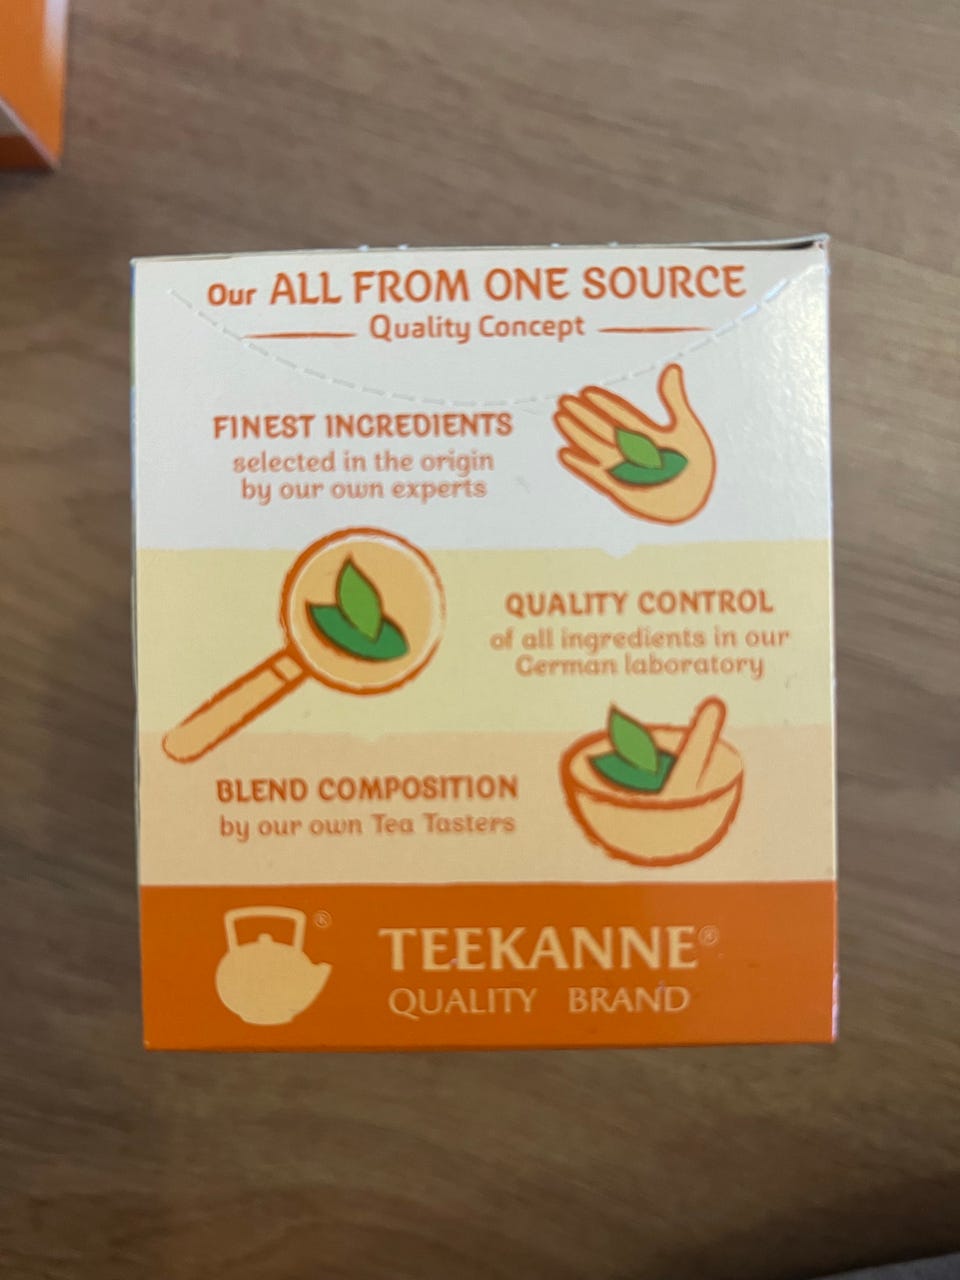 Our ALL FROM ONE SOURCE
Quality Concept
FINEST INGREDIENTS
selected in the origin
by our own experts
QUALITY CONTROL
of all ingredients in our
German laboratory
BLEND COMPOSITION
by our own Tea Tasters
®
TEEKANNE®
QUALITY BRAND